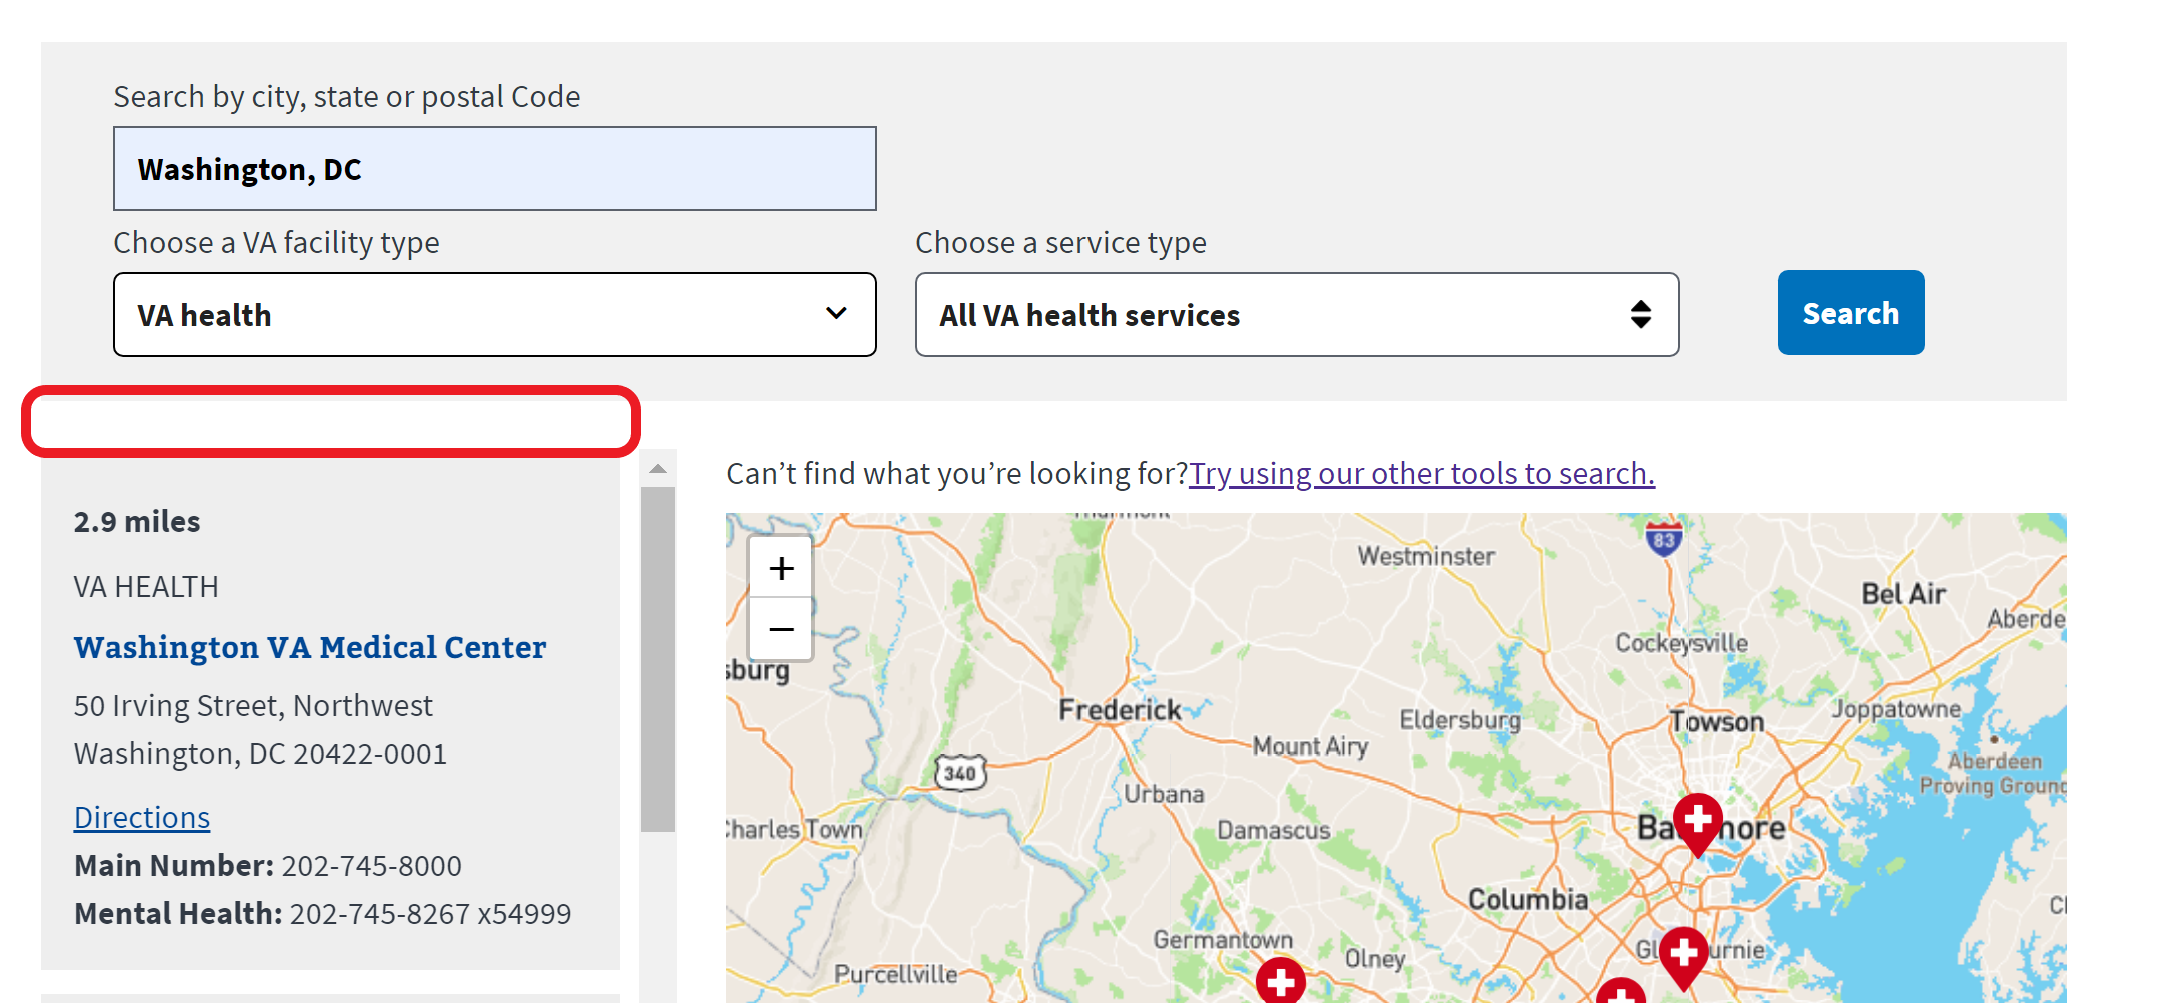 Search by city, state or postal Code
Washington, DC
Choose a VA facility type
Choose a service type
VA health
All VA health services
Search
Can’t find what you’re looking for?Try using our other tools to search.
2.9 miles
VA HEALTH
Washington VA Medical Center
50 Irving Street, Northwest
Washington, DC 20422-0001
Directions
Main Number: 202-745-8000
Mental Health: 202-745-8267 x54999
+
−
83
Westminster
Bel Air
Aberde
Cockeysville
sburg
Frederick
Eldersburg
Towson
Joppatowne
Mount Airy
340
Aberdeen
Proving Ground
Urbana
Charles Town
Damascus
Ba more
Columbia
Germantown
Olney
Gl urnie
Purcellville